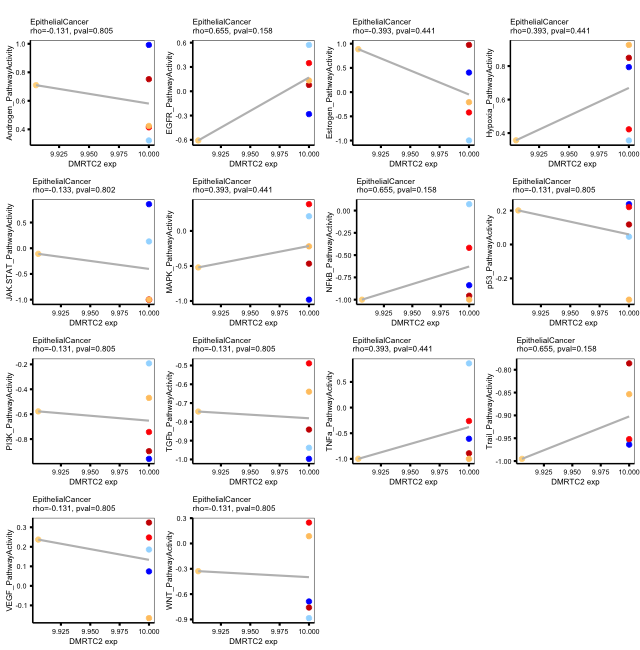 EpithelialCancer
rho=-0.131, pval=0.805
Androgen_PathwayActivity
1.0
0.8
0.6
0.4
9.925 9.950 9.975 10.000
DMRTC2 exp
EpithelialCancer
rho=0.655, pval=0.158
EGFR_PathwayActivity
0.6
0.3
0.0
-0.3
-0.6
9.925 9.950 9.975 10.000
DMRTC2 exp
EpithelialCancer
rho=-0.393, pval=0.441
Estrogen_PathwayActivity
1.0
0.5
0.0
-0.5
-1.0
9.925 9.950 9.975 10.000
DMRTC2 exp
EpithelialCancer
rho=0.393, pval=0.441
Hypoxia_PathwayActivity
0.8
0.6
0.4
9.925 9.950 9.975 10.000
DMRTC2 exp
EpithelialCancer
rho=-0.133, pval=0.802
JAK.STAT_PathwayActivity
0.5
0.0
-0.5
-1.0
9.925 9.950 9.975 10.000
DMRTC2 exp
EpithelialCancer
rho=0.393, pval=0.441
MAPK_PathwayActivity
0.0
-0.5
-1.0
9.925 9.950 9.975 10.000
DMRTC2 exp
EpithelialCancer
rho=0.655, pval=0.158
NFkB_PathwayActivity
0.00
-0.25
-0.50
-0.75
-1.00
9.925 9.950 9.975 10.000
DMRTC2 exp
EpithelialCancer
rho=-0.131, pval=0.805
p53_PathwayActivity
0.2
0.0
-0.2
9.925 9.950 9.975 10.000
DMRTC2 exp
EpithelialCancer
rho=-0.131, pval=0.805
PI3K_PathwayActivity
-0.2
-0.4
-0.6
-0.8
9.925 9.950 9.975 10.000
DMRTC2 exp
EpithelialCancer
rho=-0.131, pval=0.805
TGFb_PathwayActivity
-0.5
-0.6
-0.7
-0.8
-0.9
-1.0
9.925 9.950 9.975 10.000
DMRTC2 exp
EpithelialCancer
rho=0.393, pval=0.441
TNFa_PathwayActivity
0.5
0.0
-0.5
-1.0
9.925 9.950 9.975 10.000
DMRTC2 exp
EpithelialCancer
rho=0.655, pval=0.158
Trail_PathwayActivity
-0.80
-0.85
-0.90
-0.95
-1.00
9.925 9.950 9.975 10.000
DMRTC2 exp
EpithelialCancer
rho=-0.131, pval=0.805
VEGF_PathwayActivity
0.3
0.2
0.1
0.0
-0.1
9.925 9.950 9.975 10.000
DMRTC2 exp
EpithelialCancer
rho=-0.131, pval=0.805
WNT_PathwayActivity
0.3
0.0
-0.3
-0.6
-0.9
9.925 9.950 9.975 10.000
DMRTC2 exp